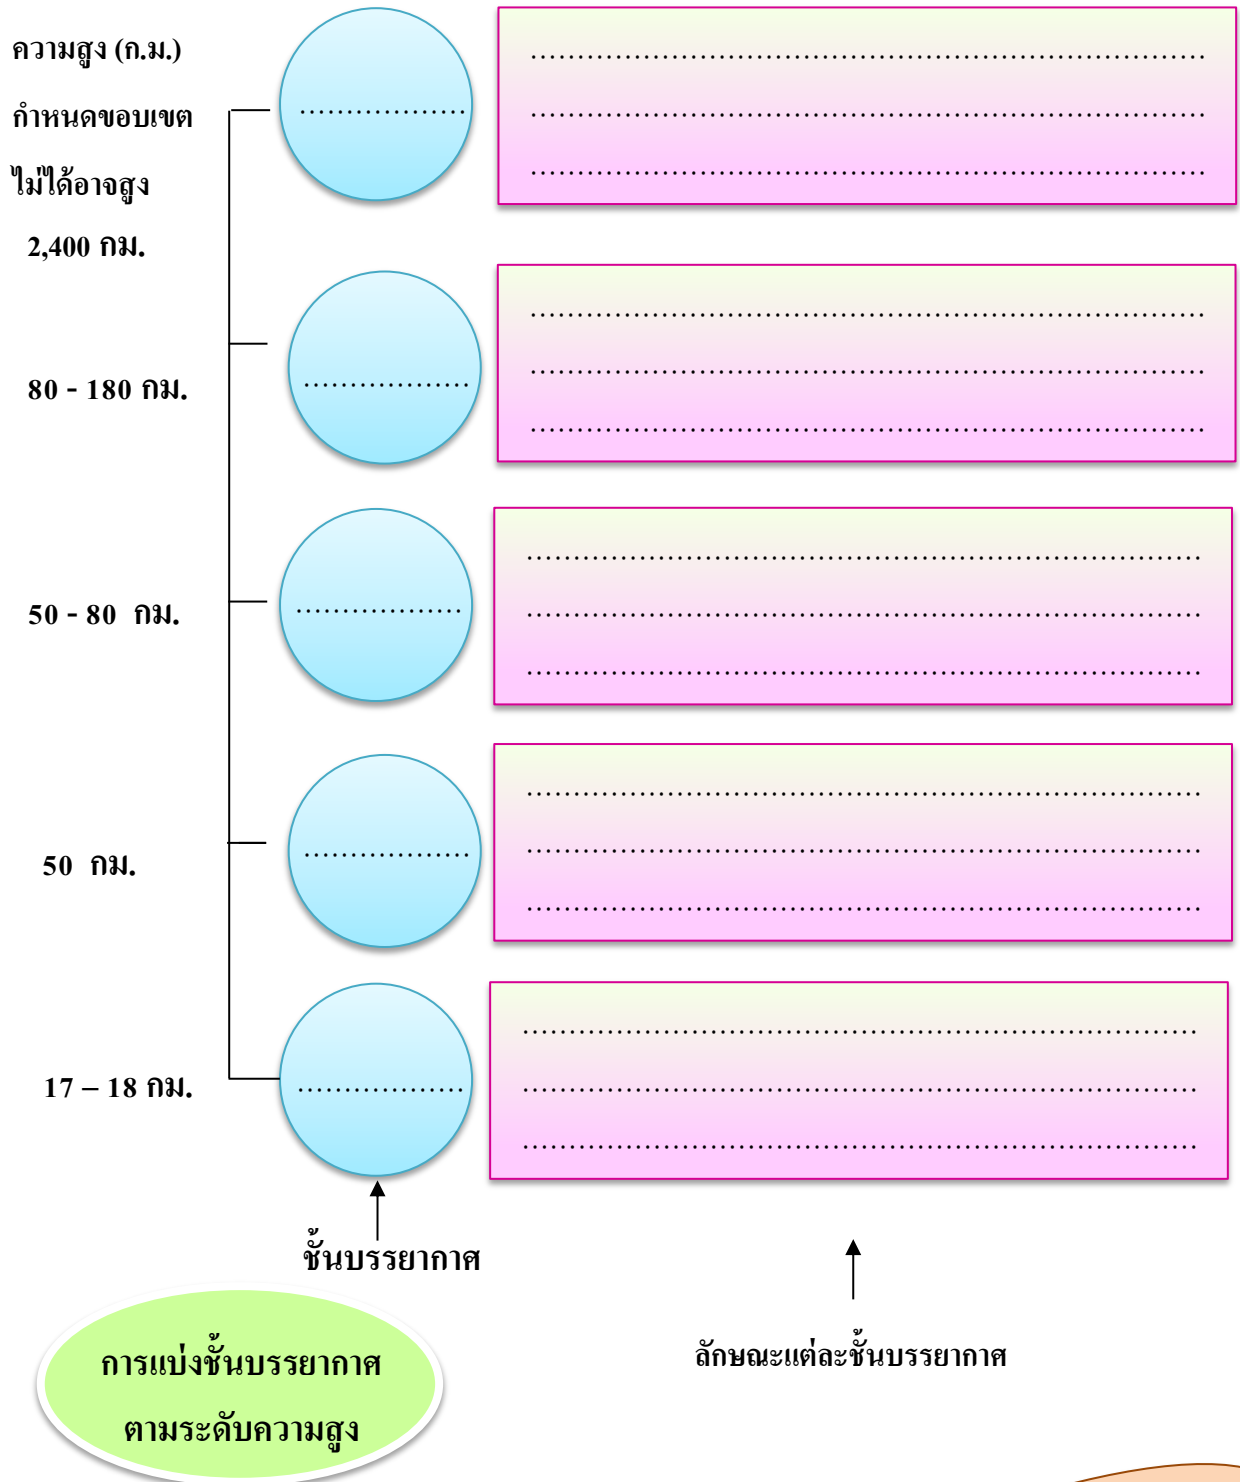 ความสูง (ก.ม.)
กำหนดขอบเขต
ไม่ได้อาจสูง
2,400 กม.
..................
........................................................................
........................................................................
........................................................................
80 - 180 กม.
..................
........................................................................
........................................................................
........................................................................
50 - 80 กม.
..................
........................................................................
........................................................................
........................................................................
50 กม.
..................
........................................................................
........................................................................
........................................................................
17 – 18 กม.
..................
........................................................................
........................................................................
........................................................................
ชั้นบรรยากาศ
ลักษณะแต่ละชั้นบรรยากาศ
การแบ่งชั้นบรรยากาศ
ตามระดับความสูง